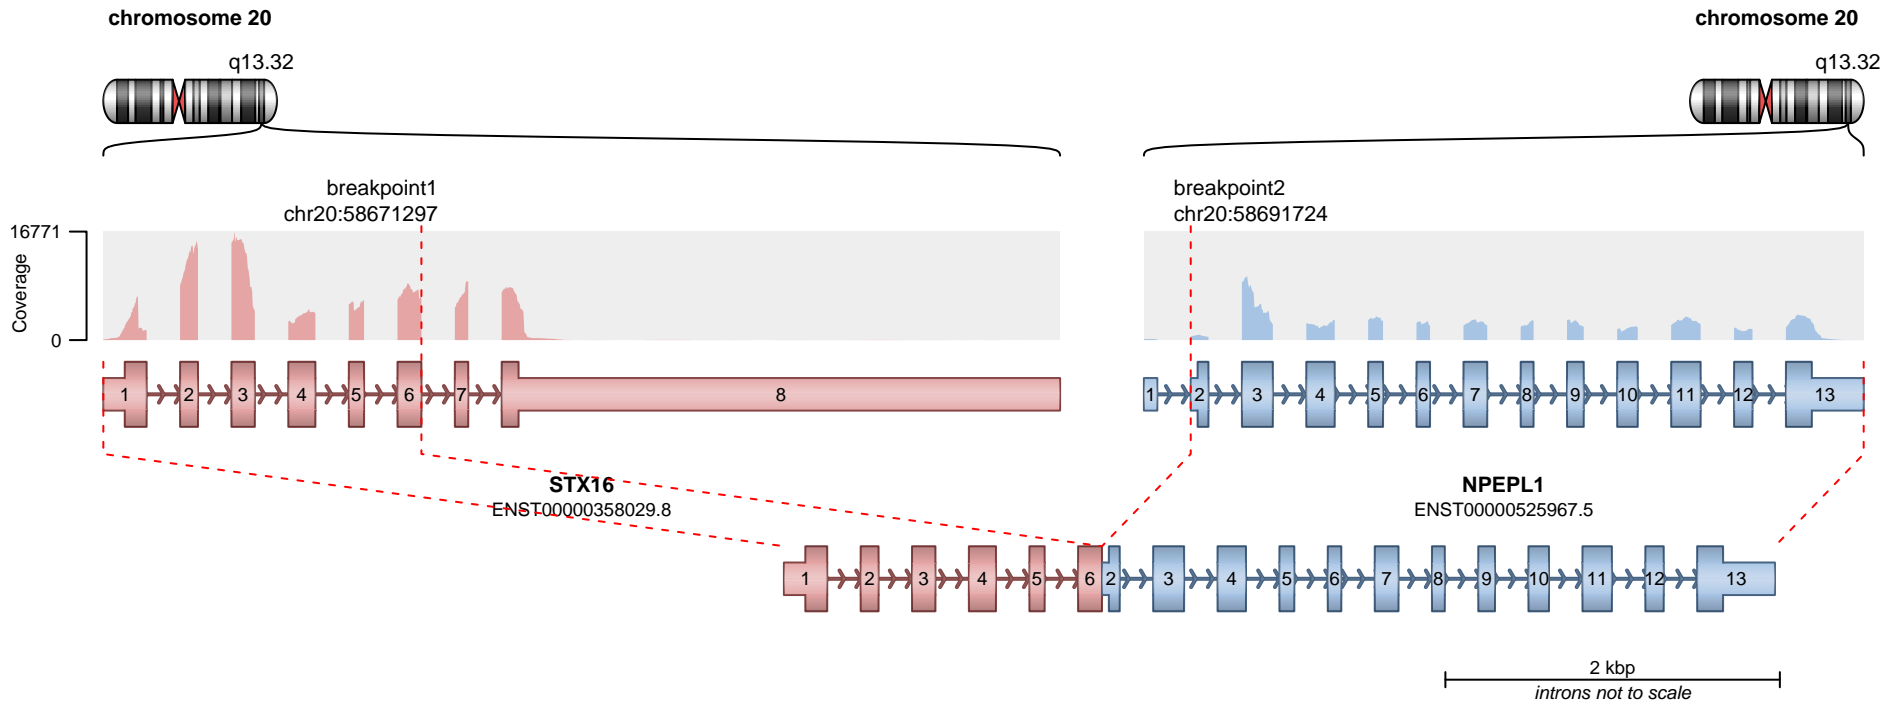 chromosome 20
chromosome 20
q13.32
q13.32
breakpoint1
chr20:58671297
breakpoint2
chr20:58691724
16771
Coverage
0
1 2 3 4 5 6 7 8
1 2 3 4 5 6 7 8 9 10 11 12 13
STX16
ENST00000358029.8
NPEPL1
ENST00000525967.5
1 2 3 4 5 6 2 3 4 5 6 7 8 9 10 11 12 13
2 kbp
introns not to scale